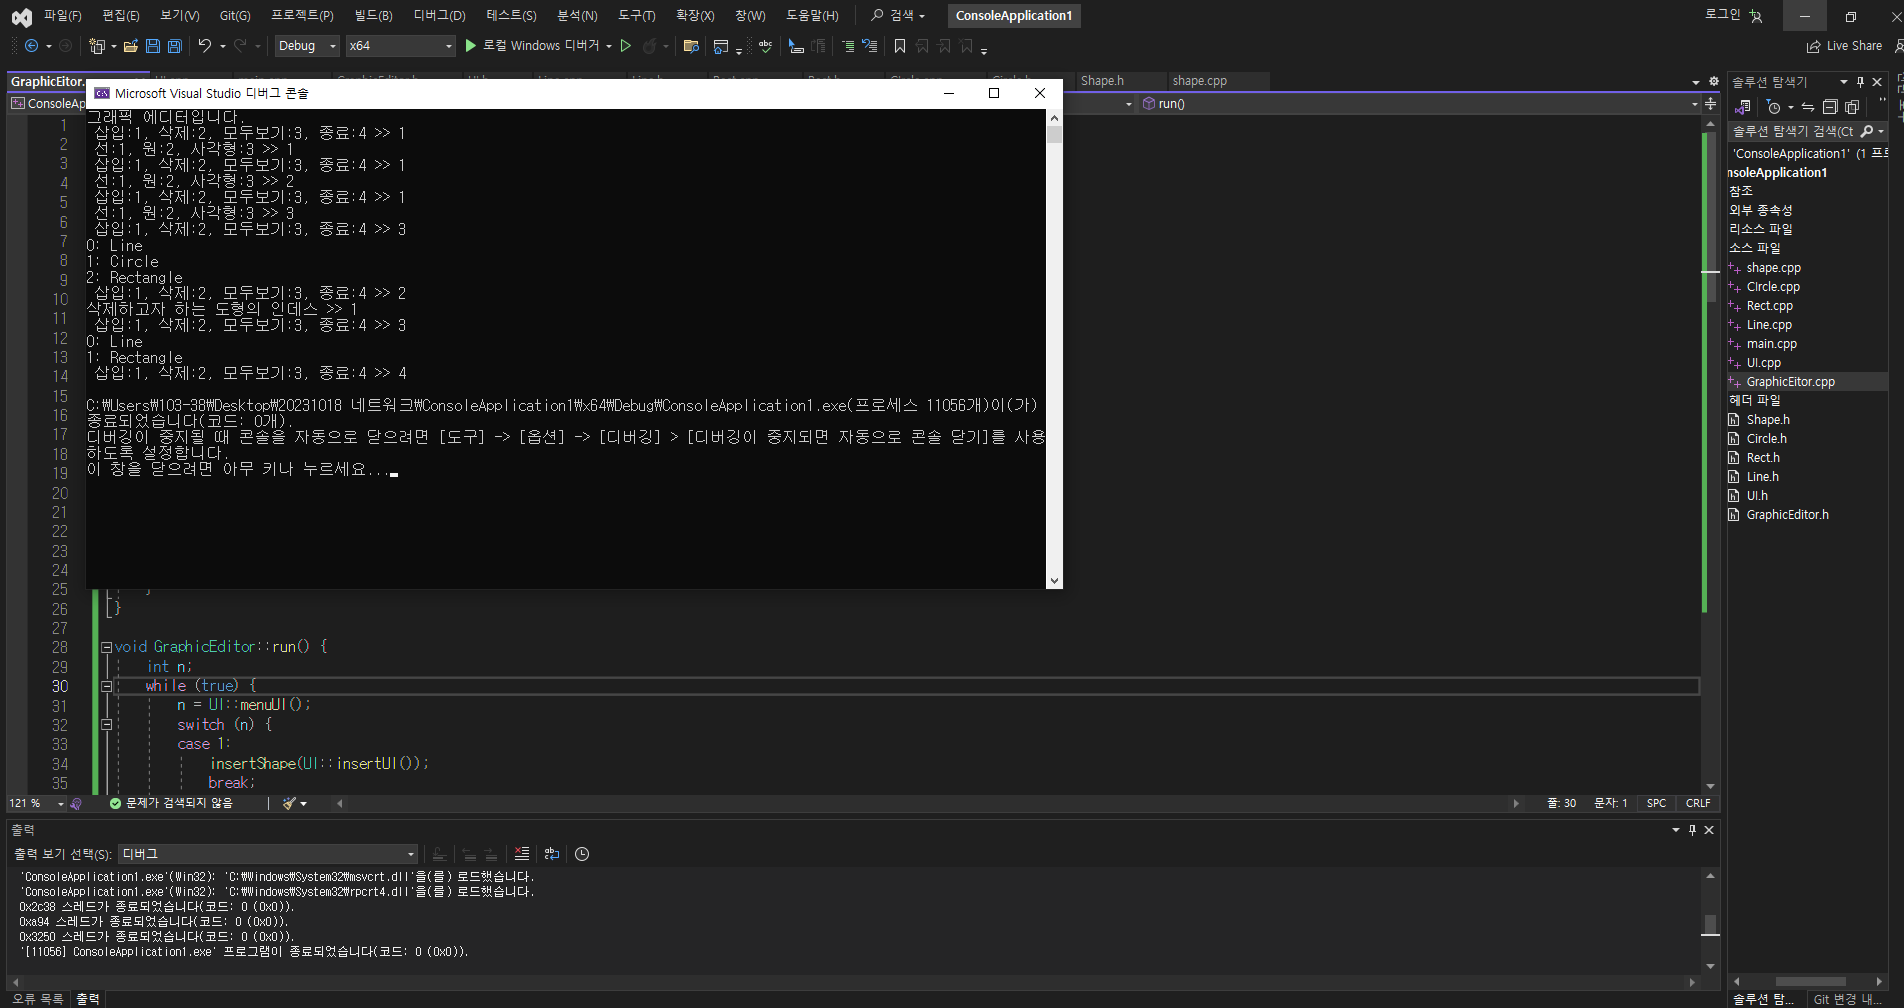 파일(F) 편집(E) 보기(V) Git(G) 프로젝트(P) 빌드(B) 디버그(D) 테스트(S) 분석(N) 도구(T) 확장(X) 창(W) 도움말(H) 검색 ConsoleApplication1 로그인
Debug x64 로컬 Windows 디버거 Live Share
GraphicEitor. Shape.h shape.cpp
ConsoleAp run()
Microsoft Visual Studio 디버그 콘솔
그래픽 에디터입니다.
삽입:1, 삭제:2, 모두보기:3, 종료:4 >> 1
선:1, 원:2, 사각형:3 >> 1
삽입:1, 삭제:2, 모두보기:3, 종료:4 >> 1
선:1, 원:2, 사각형:3 >> 2
삽입:1, 삭제:2, 모두보기:3, 종료:4 >> 1
선:1, 원:2, 사각형:3 >> 3
삽입:1, 삭제:2, 모두보기:3, 종료:4 >> 3
0: Line
1: Circle
2: Rectangle
삽입:1, 삭제:2, 모두보기:3, 종료:4 >> 2
삭제하고자 하는 도형의 인데스 >> 1
삽입:1, 삭제:2, 모두보기:3, 종료:4 >> 3
0: Line
1: Rectangle
삽입:1, 삭제:2, 모두보기:3, 종료:4 >> 4
C:₩Users₩103-38₩Desktop₩20231018 네트워크₩ConsoleApplication1₩x64₩Debug₩ConsoleApplication1.exe(프로세스 11056개)이(가)
종료되었습니다(코드: 0개).
디버깅이 중지될 때 콘솔을 자동으로 닫으려면 [도구] -> [옵션] -> [디버깅] > [디버깅이 중지되면 자동으로 콘솔 닫기]를 사용
하도록 설정합니다.
이 창을 닫으려면 아무 키나 누르세요...
1
2
3
4
5
6
7
8
9
10
11
12
13
14
15
16
17
18
19
20
21
22
23
24
25 }
26 }
27
28 void GraphicEditor::run() {
29 int n;
30 while (true) {
31 n = UI::menuUI();
32 switch (n) {
33 case 1:
34 insertShape(UI::insertUI());
35 break;
121 % 문제가 검색되지 않음 줄: 30 문자: 1 SPC CRLF
출력
출력 보기 선택(S): 디버그
'ConsoleApplication1.exe'(Win32): 'C:₩Windows₩System32₩msvcrt.dll'을(를) 로드했습니다.
'ConsoleApplication1.exe'(Win32): 'C:₩Windows₩System32₩rpcrt4.dll'을(를) 로드했습니다.
0x2c38 스레드가 종료되었습니다(코드: 0 (0x0)).
0xa94 스레드가 종료되었습니다(코드: 0 (0x0)).
0x3250 스레드가 종료되었습니다(코드: 0 (0x0)).
'[11056] ConsoleApplication1.exe' 프로그램이 종료되었습니다(코드: 0 (0x0)).
오류 목록 출력
솔루션 탐색기
솔루션 탐색기 검색(Ct
'ConsoleApplication1' (1 프로
nsoleApplication1
참조
외부 종속성
리소스 파일
소스 파일
shape.cpp
CIrcle.cpp
Rect.cpp
Line.cpp
main.cpp
UI.cpp
GraphicEitor.cpp
헤더 파일
Shape.h
Circle.h
Rect.h
Line.h
UI.h
GraphicEditor.h
솔루션 탐... Git 변경 내...